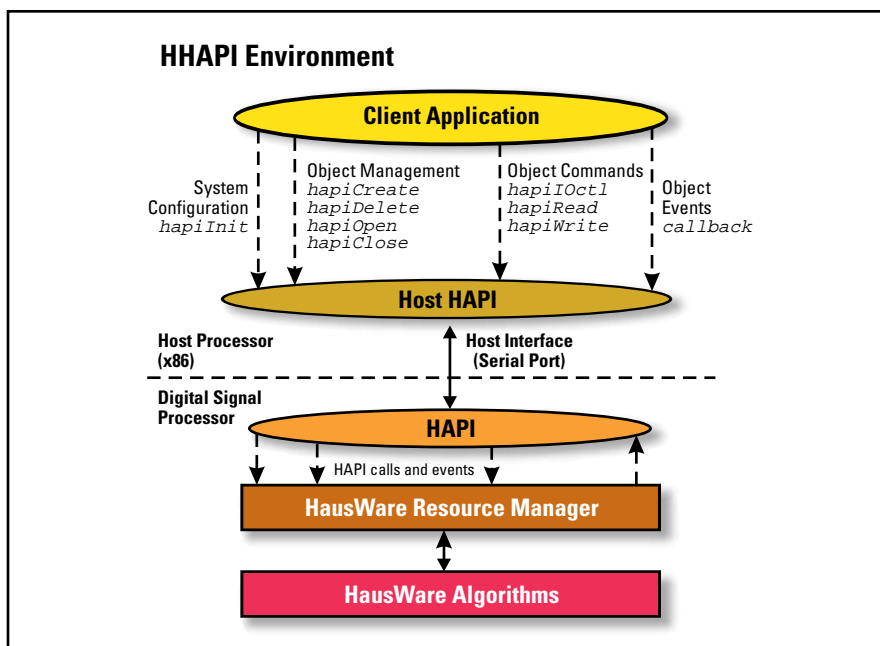 HHAPI Environment
Client Application
System
Configuration
hapiInit
Object Management
hapiCreate
hapiDelete
hapiOpen
hapiClose
Object Commands
hapiIOctl
hapiRead
hapiWrite
Object
Events
callback
Host HAPI
Host Processor
(x86)
Host Interface
(Serial Port)
Digital Signal
Processor
HAPI
HAPI calls and events
HausWare Resource Manager
HausWare Algorithms